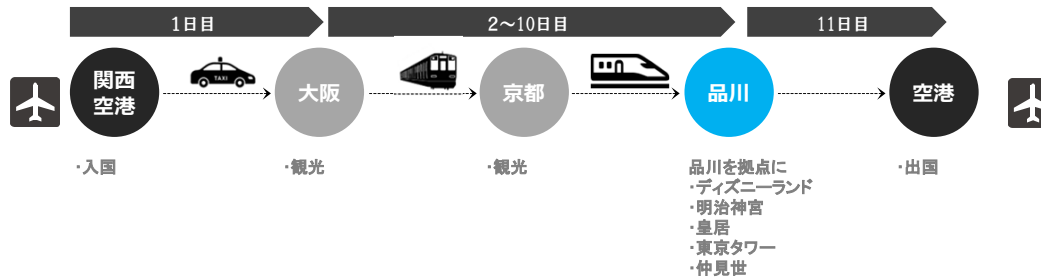 1日目
2～10日目
11日目
関西
空港
TAXI
大阪
京都
品川
空港
・入国
・観光
・観光
品川を拠点に
・ディズニーランド
・明治神宮
・皇居
・東京タワー
・仲見世
・出国